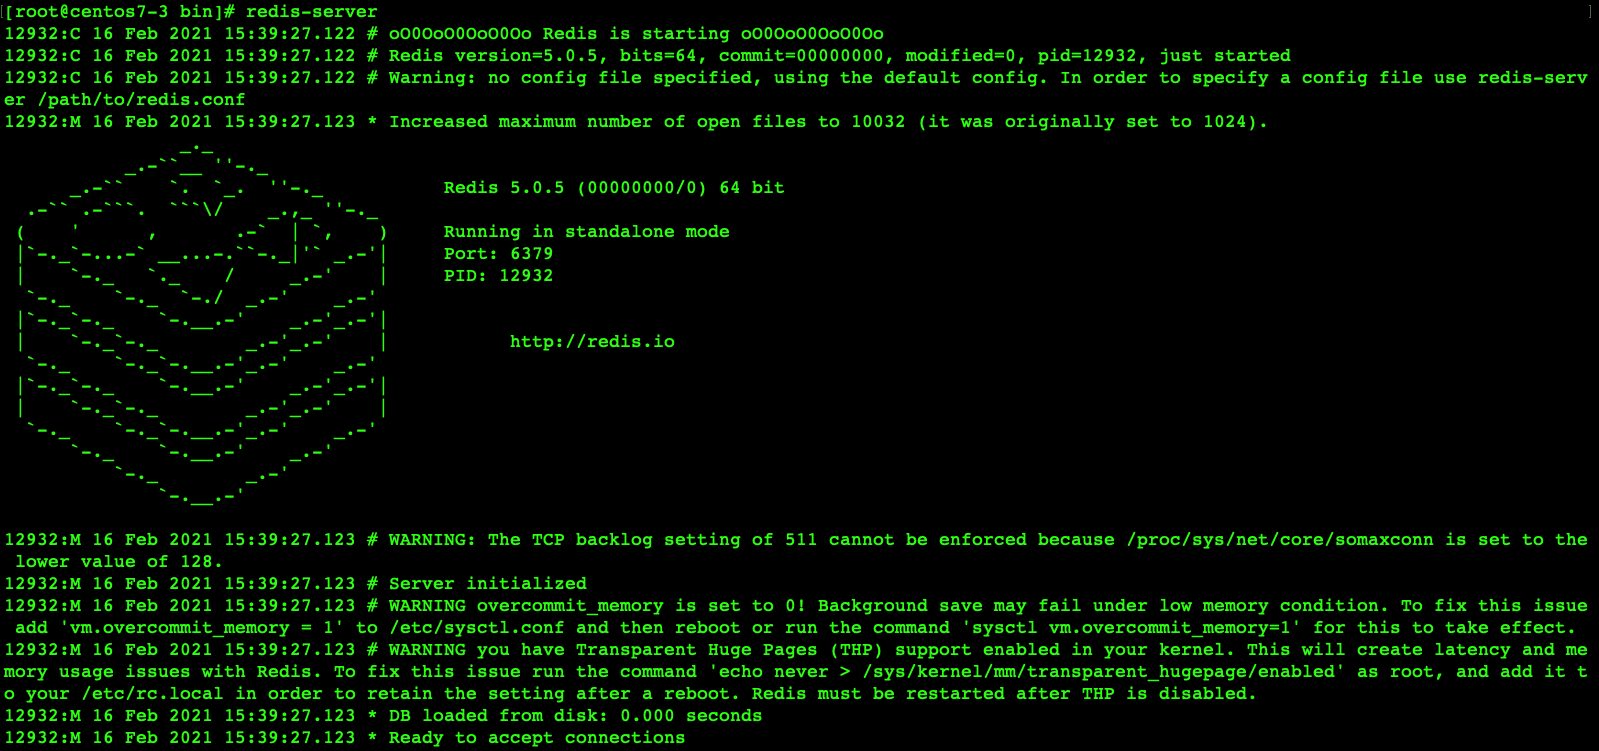 [root@centos7-3 bin]# redis-server
12932:C 16 Feb 2021 15:39:27.122 # oO0OoO0OoO0Oo Redis is starting oO0OoO0OoO0Oo
12932:C 16 Feb 2021 15:39:27.122 # Redis version=5.0.5, bits=64, commit=00000000, modified=0, pid=12932, just started
12932:C 16 Feb 2021 15:39:27.122 # Warning: no config file specified, using the default config. In order to specify a config file use redis-serv
er /path/to/redis.conf
12932:M 16 Feb 2021 15:39:27.123 * Increased maximum number of open files to 10032 (it was originally set to 1024).
Redis 5.0.5 (00000000/0) 64 bit
Running in standalone mode
Port: 6379
PID: 12932
http://redis.io
12932:M 16 Feb 2021 15:39:27.123 # WARNING: The TCP backlog setting of 511 cannot be enforced because /proc/sys/net/core/somaxconn is set to the
lower value of 128.
12932:M 16 Feb 2021 15:39:27.123 # Server initialized
12932:M 16 Feb 2021 15:39:27.123 # WARNING overcommit_memory is set to 0! Background save may fail under low memory condition. To fix this issue
add 'vm.overcommit_memory = 1' to /etc/sysctl.conf and then reboot or run the command 'sysctl vm.overcommit_memory=1' for this to take effect.
12932:M 16 Feb 2021 15:39:27.123 # WARNING you have Transparent Huge Pages (THP) support enabled in your kernel. This will create latency and me
mory usage issues with Redis. To fix this issue run the command 'echo never > /sys/kernel/mm/transparent_hugepage/enabled' as root, and add it t
o your /etc/rc.local in order to retain the setting after a reboot. Redis must be restarted after THP is disabled.
12932:M 16 Feb 2021 15:39:27.123 * DB loaded from disk: 0.000 seconds
12932:M 16 Feb 2021 15:39:27.123 * Ready to accept connections